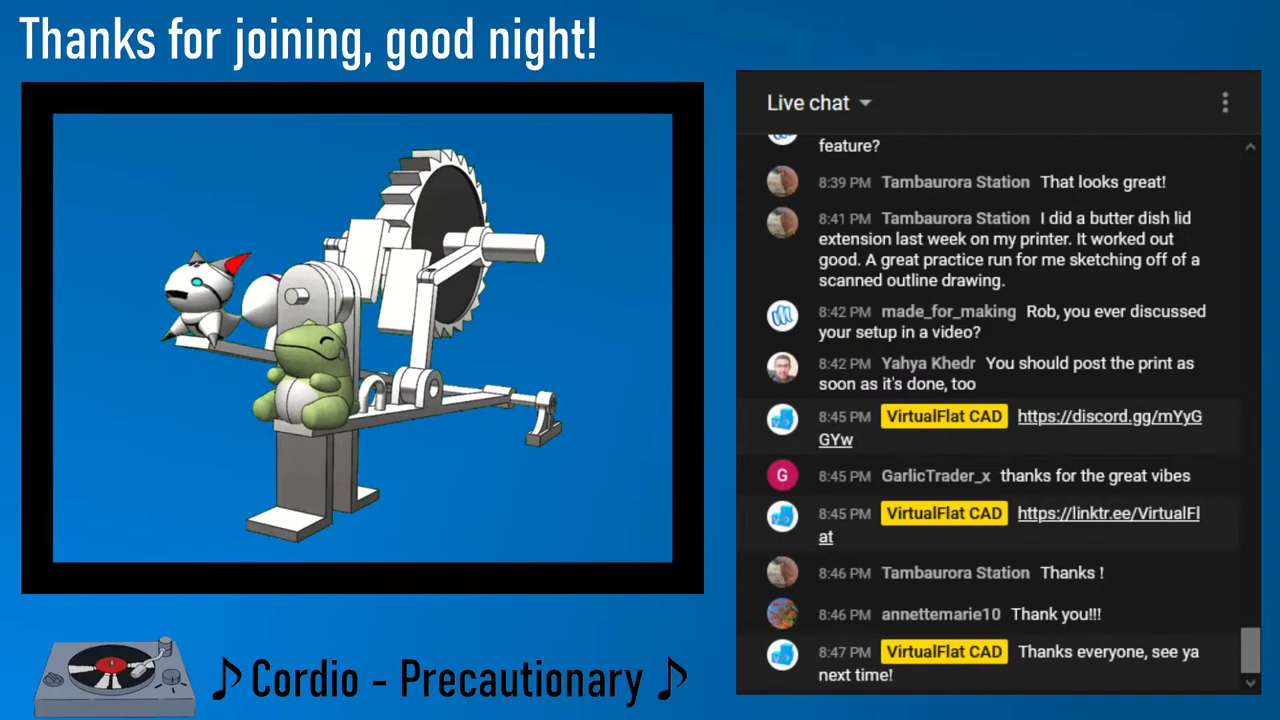 Thanks for joining, good night!
Live chat
feature?
8:39 PM Tambaurora Station That looks great!
8:41 PM Tambaurora Station I did a butter dish lid
extension last week on my printer. It worked out
good. A great practice run for me sketching off of a
scanned outline drawing.
8:42 PM made_for_making Rob, you ever discussed
your setup in a video?
8:42 PM Yahya Khedr You should post the print as
soon as it's done, too
8:45 PM VirtualFlat CAD https://discord.gg/mYyG
GYw
G 8:45 PM GarlicTrader_x thanks for the great vibes
8:45 PM VirtualFlat CAD https://linktr.ee/VirtualFl
at
8:46 PM Tambaurora Station Thanks !
8:46 PM annettemarie10 Thank you!!!
8:47 PM VirtualFlat CAD Thanks everyone, see ya
next time!
♪ Cordio - Precautionary ♪